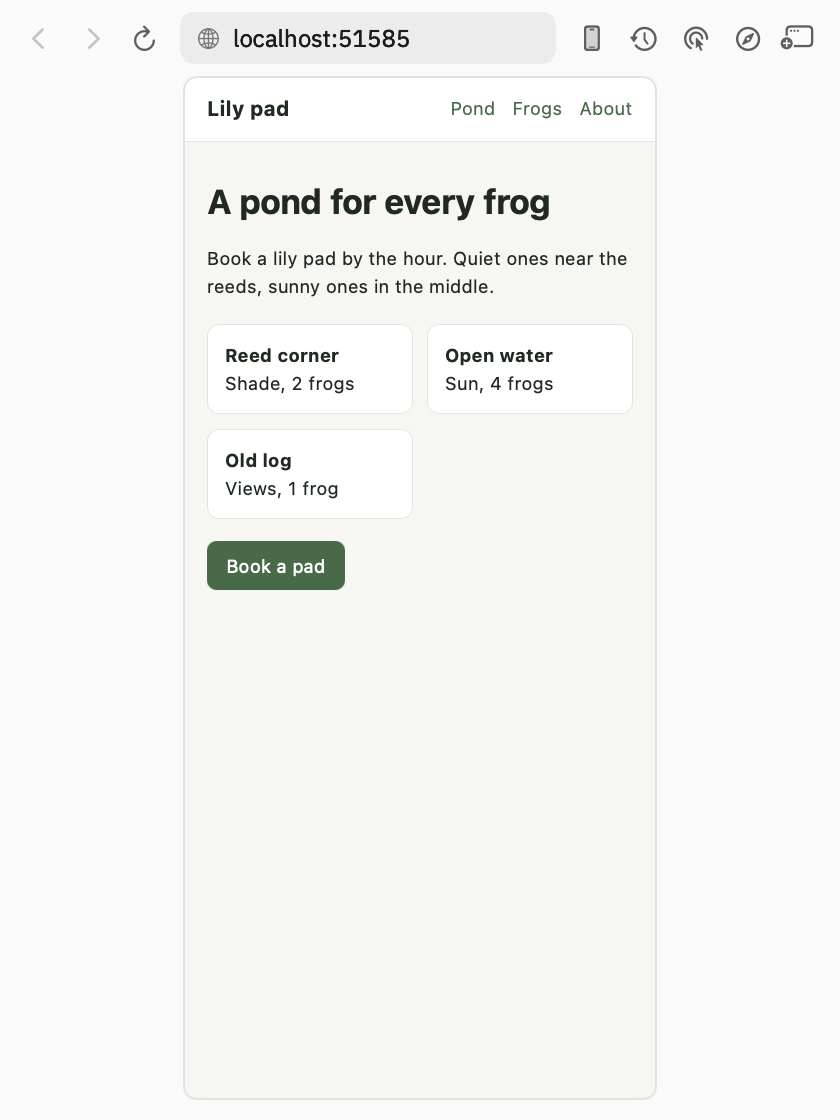 localhost:51585
Lily pad
Pond Frogs About
A pond for every frog
Book a lily pad by the hour. Quiet ones near the
reeds, sunny ones in the middle.
Reed corner
Shade, 2 frogs
Open water
Sun, 4 frogs
Old log
Views, 1 frog
Book a pad